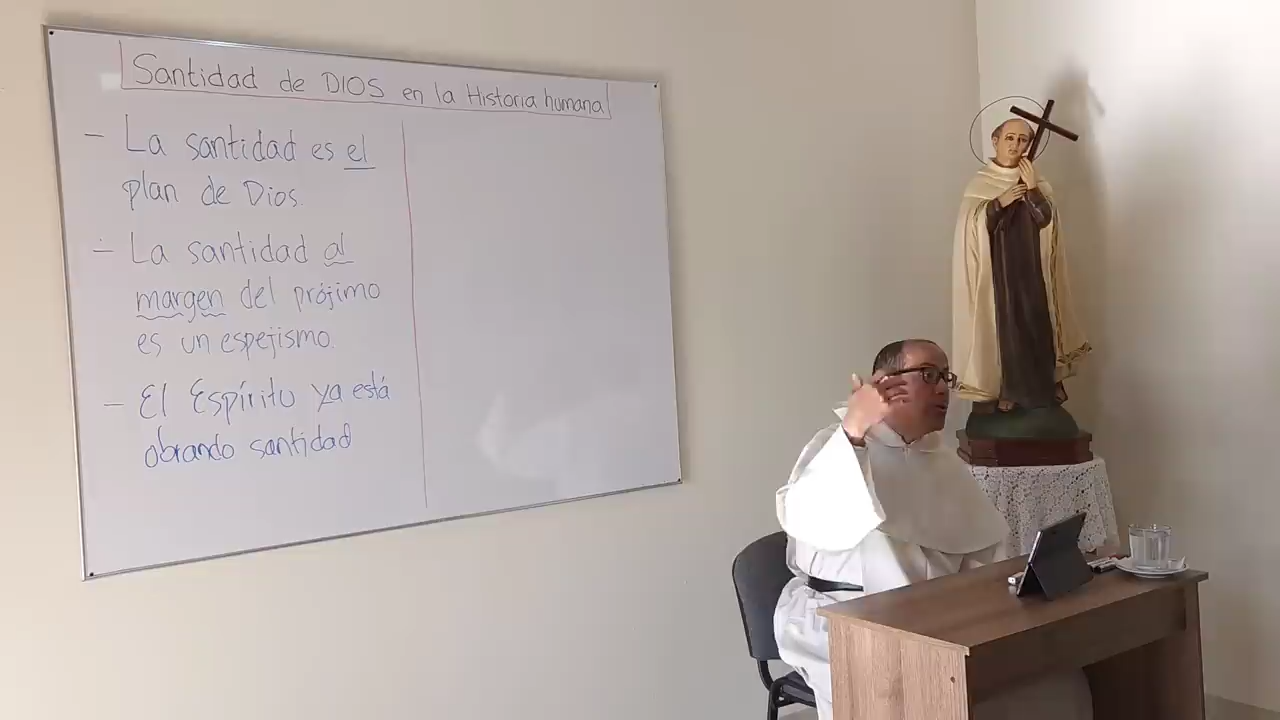 Santidad de DIOS en la Historia humana
- La santidad es el
plan de Dios.
- La santidad al
margen del prójimo
es un espejismo.
- El Espíritu ya está
obrando santidad